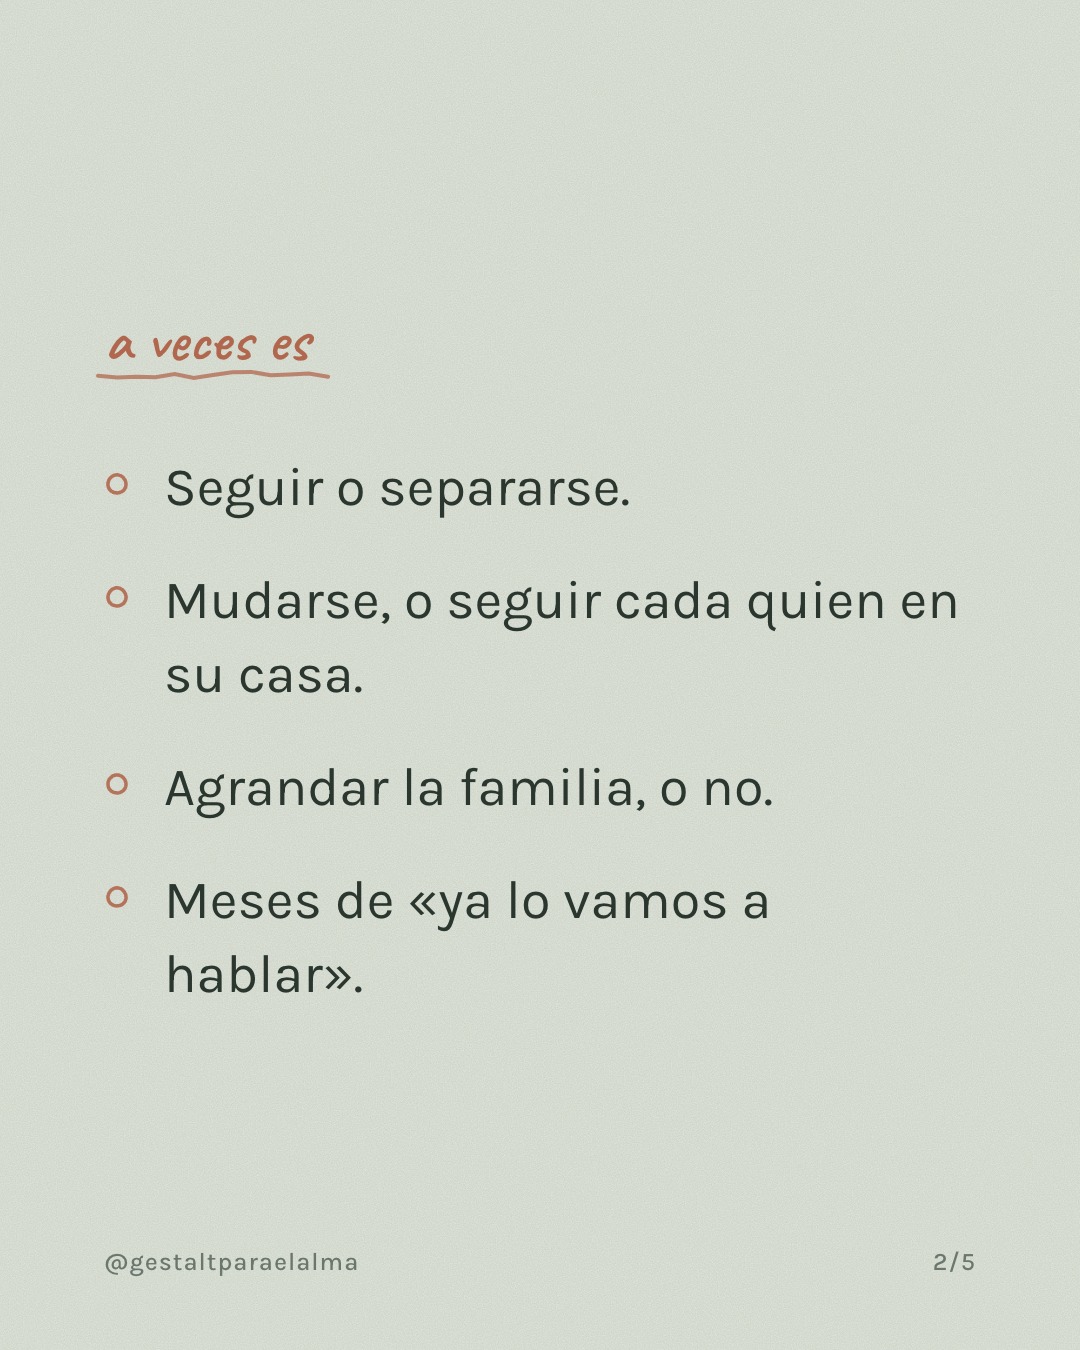 a veces es
Seguir o separarse.
Mudarse, o seguir cada quien en
su casa.
Agrandar la familia, o no.
Meses de «ya lo vamos a
hablar».
@gestaltparaelalma
2/5